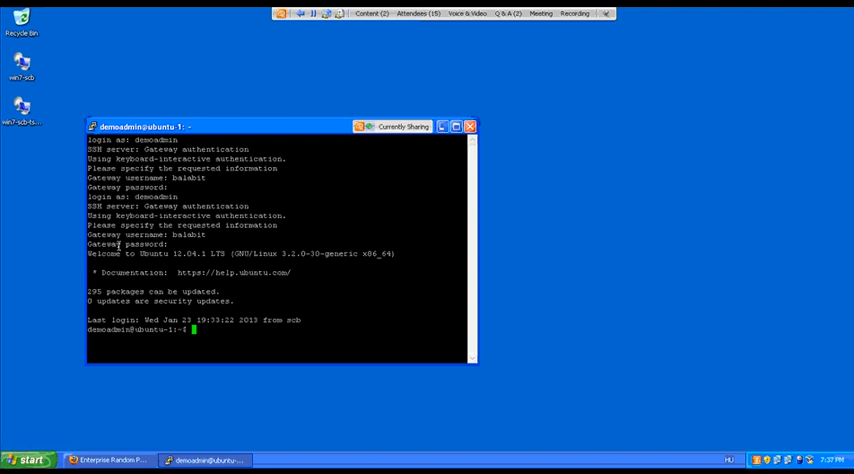 Content (2) Attendees (15) Voice & Video Q & A (2) Meeting Recording
Recycle Bin
win7-scb
win7-scb-ts...
demoadmin@ubuntu-1: ~
Currently Sharing
login as: demoadmin
SSH server: Gateway authentication
Using keyboard-interactive authentication.
Please specify the requested information
Gateway username: balabit
Gateway password:
login as: demoadmin
SSH server: Gateway authentication
Using keyboard-interactive authentication.
Please specify the requested information
Gateway username: balabit
Gateway password:
Welcome to Ubuntu 12.04.1 LTS (GNU/Linux 3.2.0-30-generic x86_64)
* Documentation: https://help.ubuntu.com/
295 packages can be updated.
0 updates are security updates.
Last login: Wed Jan 23 19:33:22 2013 from scb
demoadmin@ubuntu-1:~$
start Enterprise Random P... demoadmin@ubuntu-... HU 7:37 PM